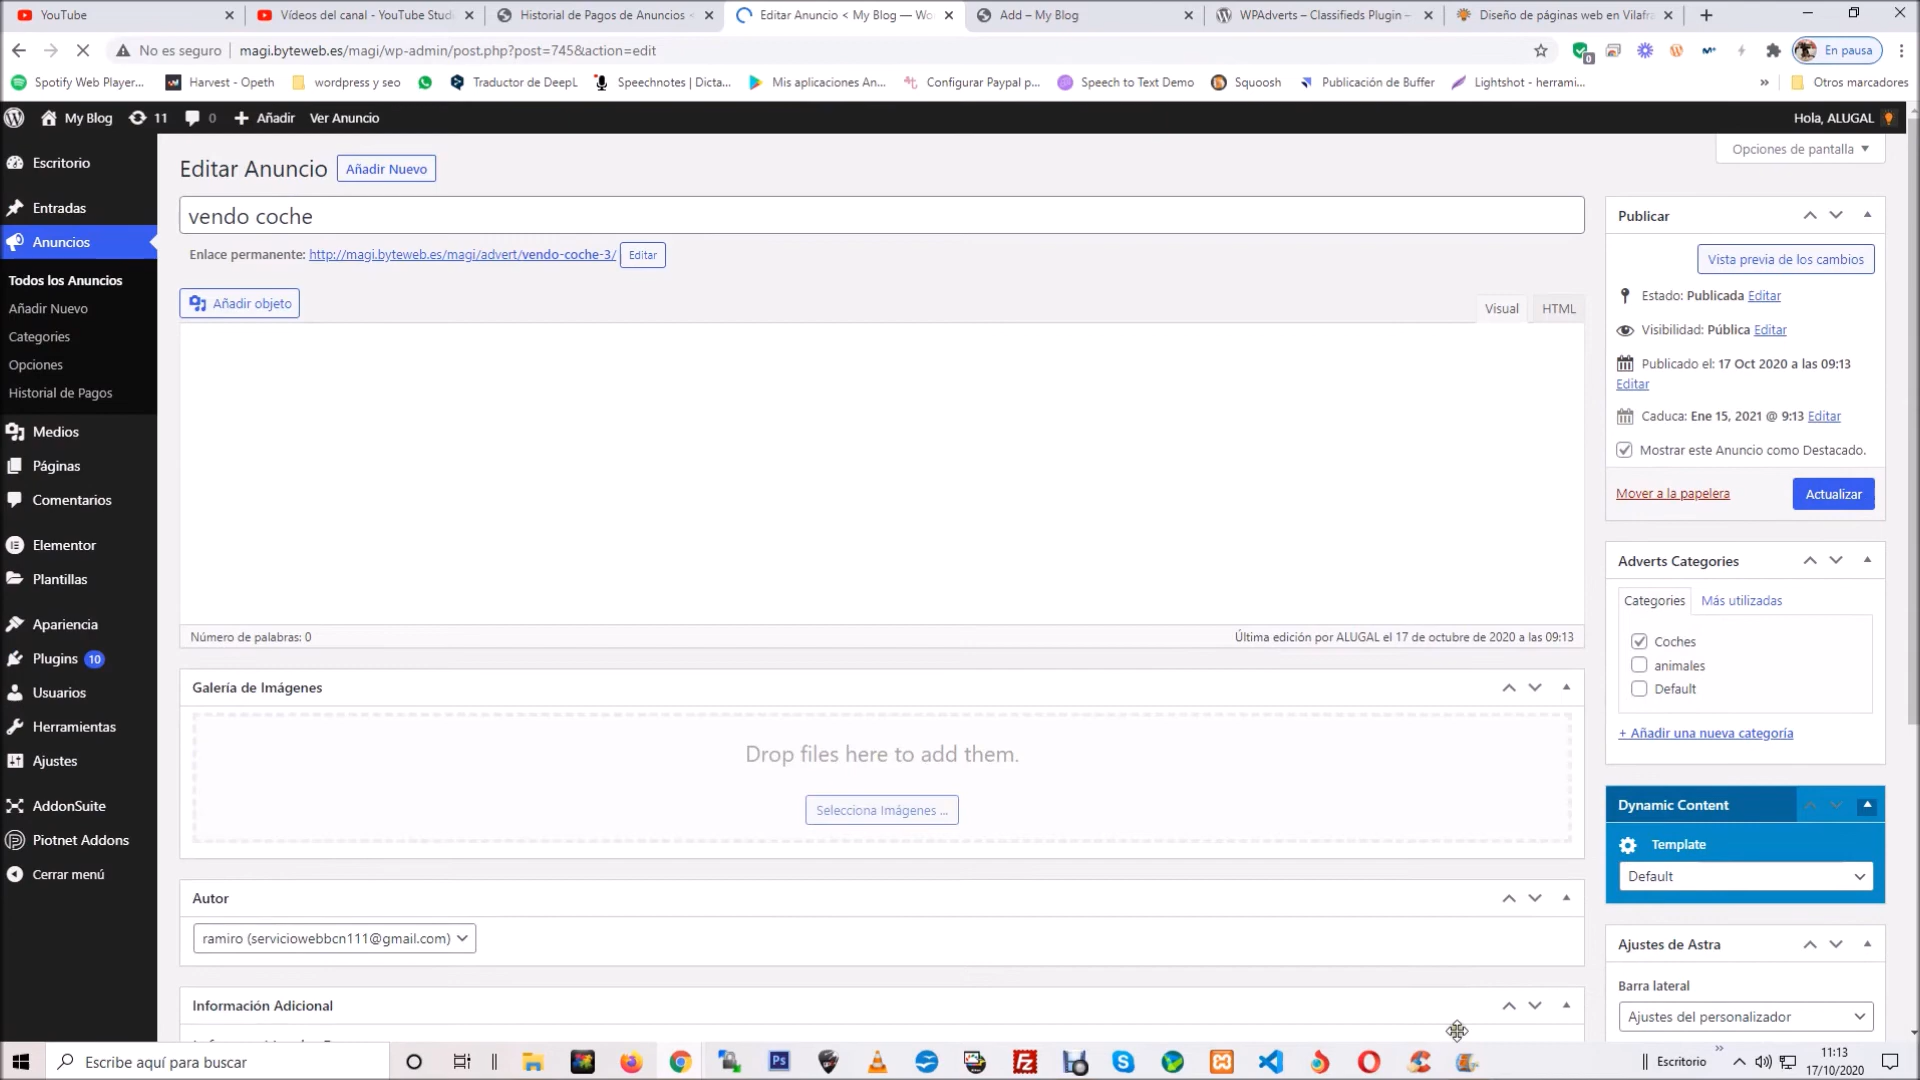 YouTube
Vídeos del canal - YouTube Stud
Historial de Pagos de Anuncios <
Editar Anuncio < My Blog — Wo
Add – My Blog
WPAdverts – Classifieds Plugin –
Diseño de páginas web en Vilafra
No es seguro
magi.byteweb.es/magi/wp-admin/post.php?post=745&action=edit
0
En pausa
Spotify Web Player...
Harvest - Opeth
wordpress y seo
Traductor de DeepL
Speechnotes | Dicta...
Mis aplicaciones An...
Configurar Paypal p...
Speech to Text Demo
Squoosh
Publicación de Buffer
Lightshot - herrami...
»
Otros marcadores
My Blog
11
0
Añadir
Ver Anuncio
Hola, ALUGAL
Opciones de pantalla
Escritorio
Entradas
Anuncios
Todos los Anuncios
Añadir Nuevo
Categories
Opciones
Historial de Pagos
Medios
Páginas
Comentarios
Elementor
Plantillas
Apariencia
Plugins 10
Usuarios
Herramientas
Ajustes
AddonSuite
Piotnet Addons
Cerrar menú
Editar Anuncio
Añadir Nuevo
vendo coche
Enlace permanente: http://magi.byteweb.es/magi/advert/vendo-coche-3/ Editar
Añadir objeto
Visual
HTML
Número de palabras: 0
Última edición por ALUGAL el 17 de octubre de 2020 a las 09:13
Galería de Imágenes
Drop files here to add them.
Selecciona Imágenes ...
Autor
ramiro (serviciowebbcn111@gmail.com)
Información Adicional
Publicar
Vista previa de los cambios
Estado: Publicada Editar
Visibilidad: Pública Editar
Publicado el: 17 Oct 2020 a las 09:13
Editar
Caduca: Ene 15, 2021 @ 9:13 Editar
Mostrar este Anuncio como Destacado.
Mover a la papelera
Actualizar
Adverts Categories
Categories
Más utilizadas
Coches
animales
Default
+ Añadir una nueva categoría
Dynamic Content
Template
Default
Ajustes de Astra
Barra lateral
Ajustes del personalizador
Escribe aquí para buscar
Ps
Escritorio
»
11:13
17/10/2020